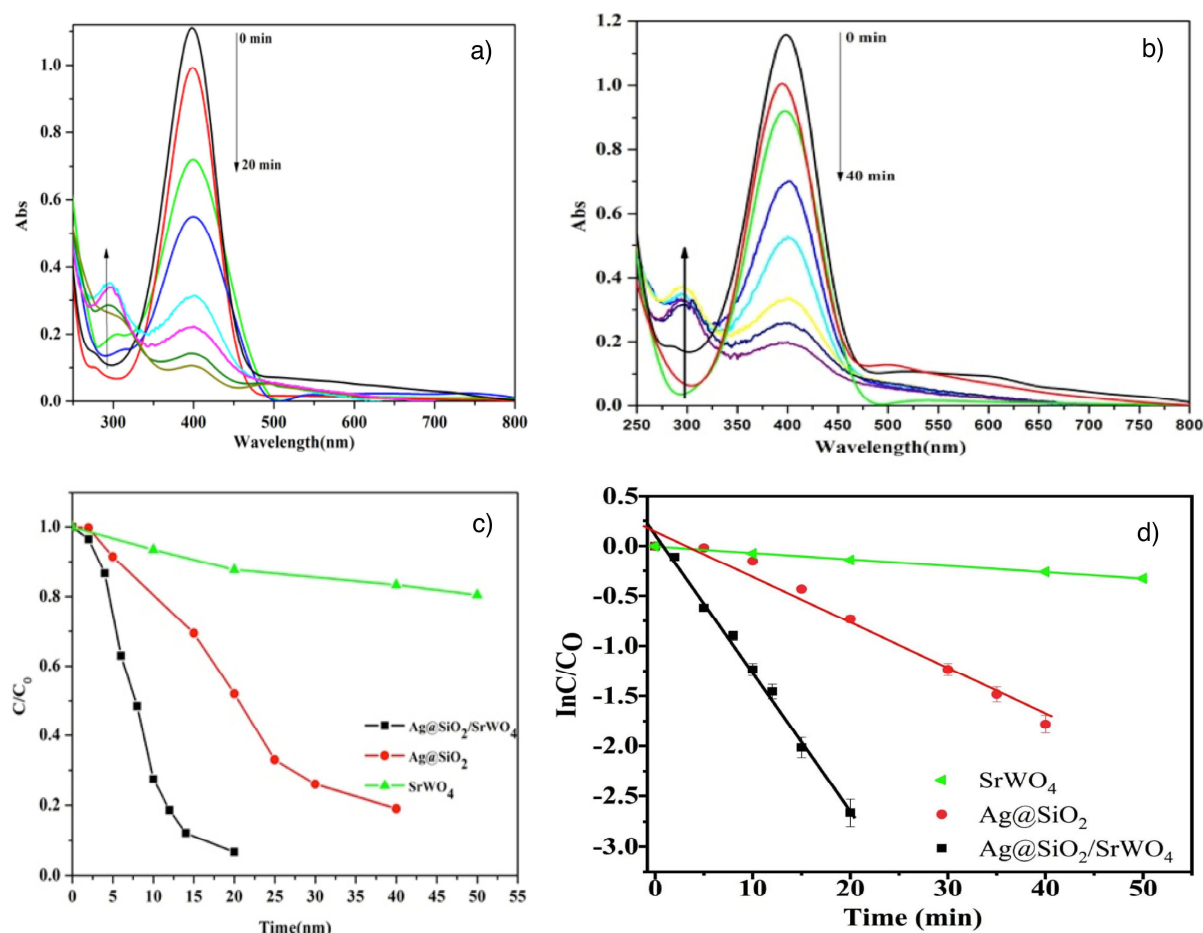 a)
0 min
20 min
1.0
0.8
0.6
0.4
0.2
0.0
Abs
300 400 500 600 700 800
Wavelength(nm)
b)
0 min
40 min
1.2
1.0
0.8
0.6
0.4
0.2
0.0
Abs
250 300 350 400 450 500 550 600 650 700 750 800
Wavelength(nm)
c)
1.0
0.8
0.6
0.4
0.2
0.0
C/C₀
Ag@SiO₂/SrWO₄
Ag@SiO₂
SrWO₄
0 5 10 15 20 25 30 35 40 45 50 55
Time(nm)
d)
0.5
0.0
-0.5
-1.0
-1.5
-2.0
-2.5
-3.0
InC/CO
SrWO₄
Ag@SiO₂
Ag@SiO₂/SrWO₄
0 10 20 30 40 50
Time (min)